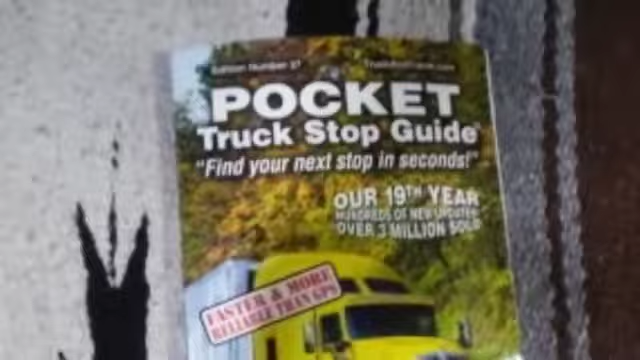 Edition Number 27
POCKET
Truck Stop Guide®
"Find your next stop in seconds!"
OUR 19TH YEAR
HUNDREDS OF NEW UPDATES
OVER 3 MILLION SOLD
FASTER & MORE
RELIABLE THAN GPS